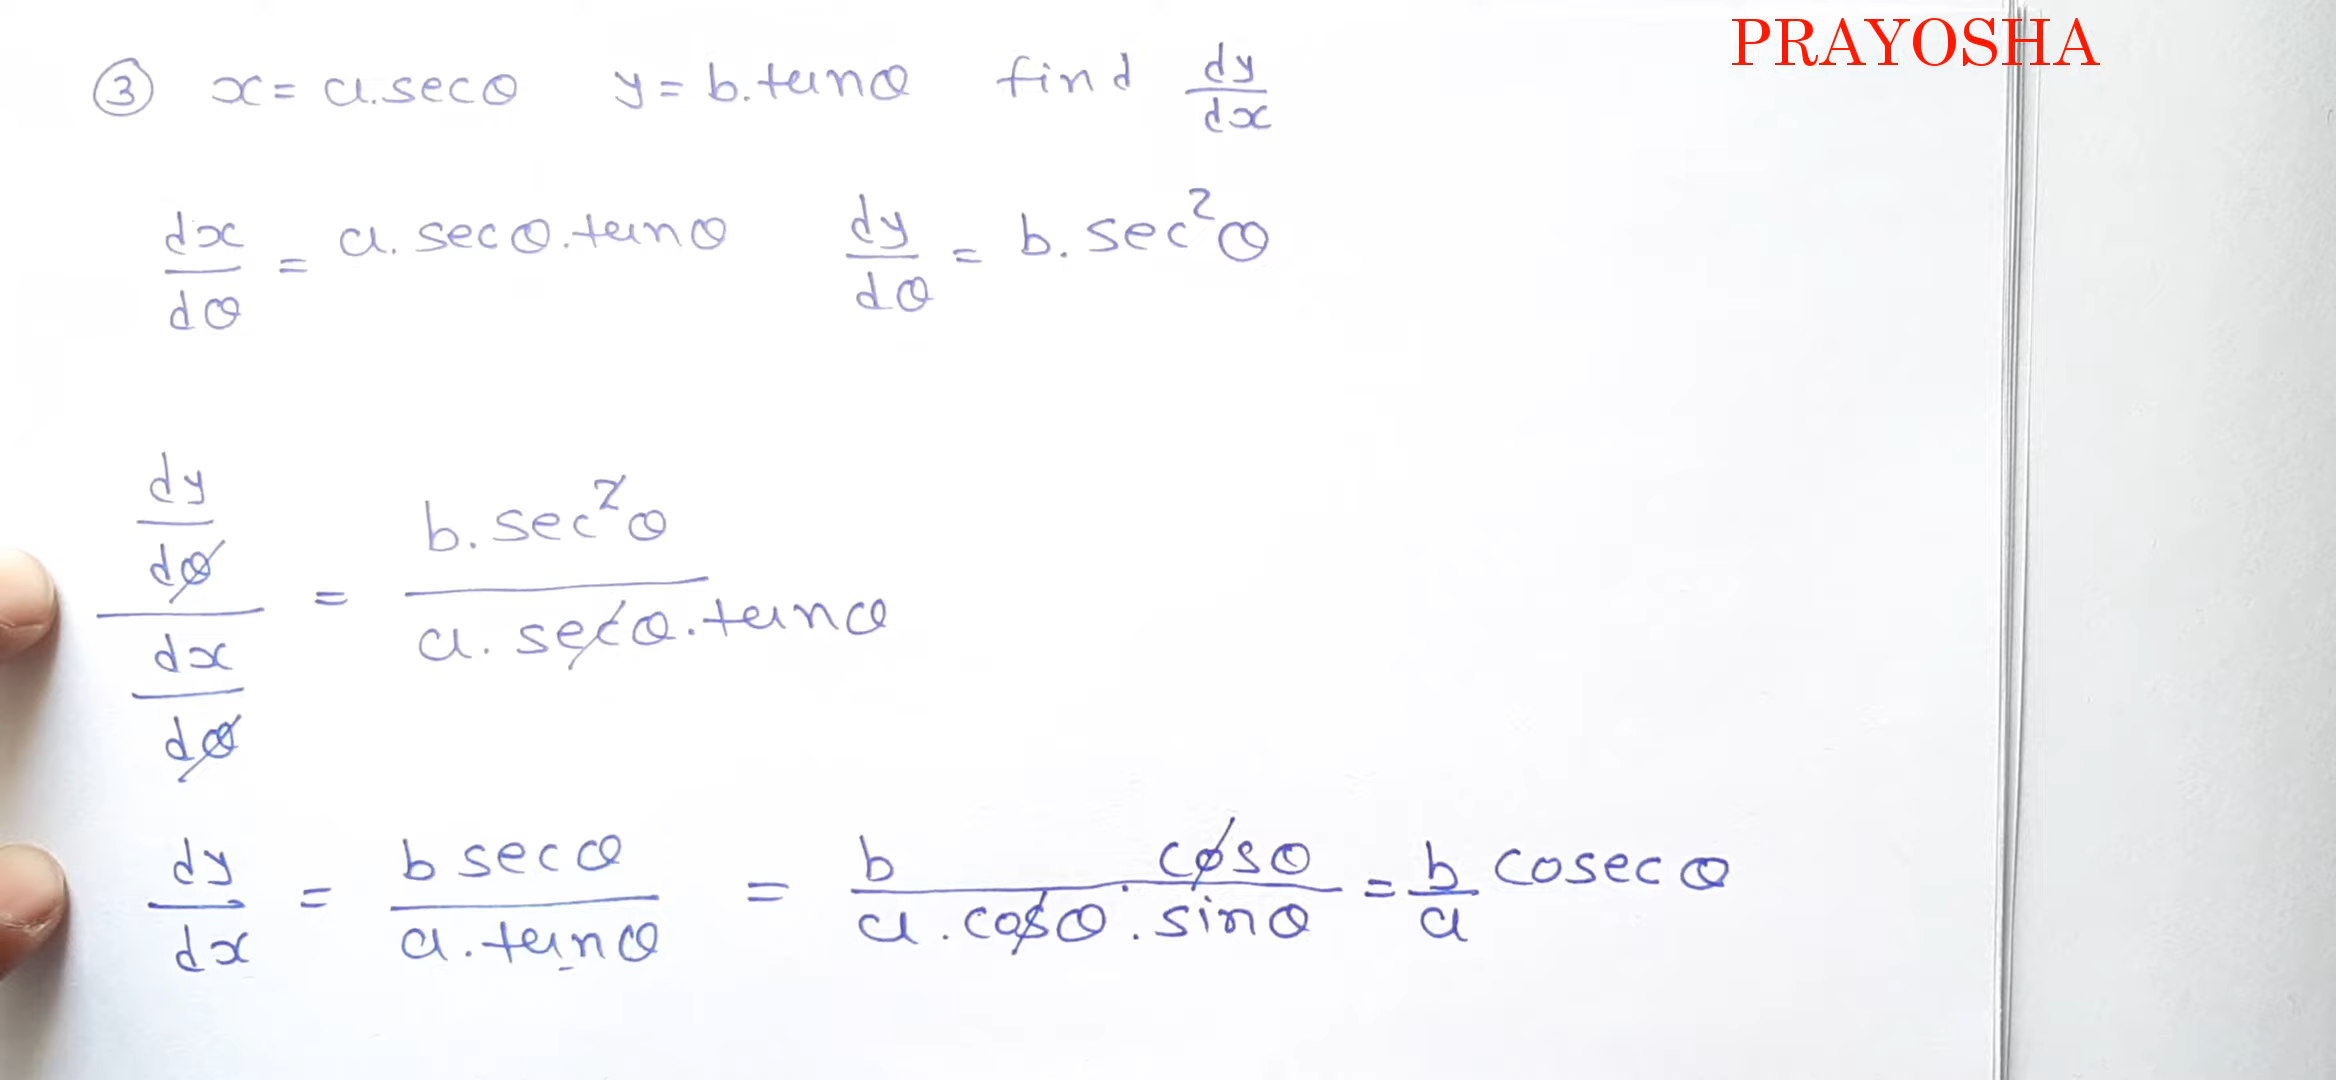 PRAYOSHA
③ x = a.secθ y = b.tanθ find dy/dx
dx/dθ = a.secθ.tanθ dy/dθ = b.sec²θ
(dy/dθ)/(dx/dθ) = b.sec²θ/a.secθ.tanθ
dy/dx = b secθ/a.tanθ = b/a.cosθ . cosθ/sinθ = b/a cosecθ